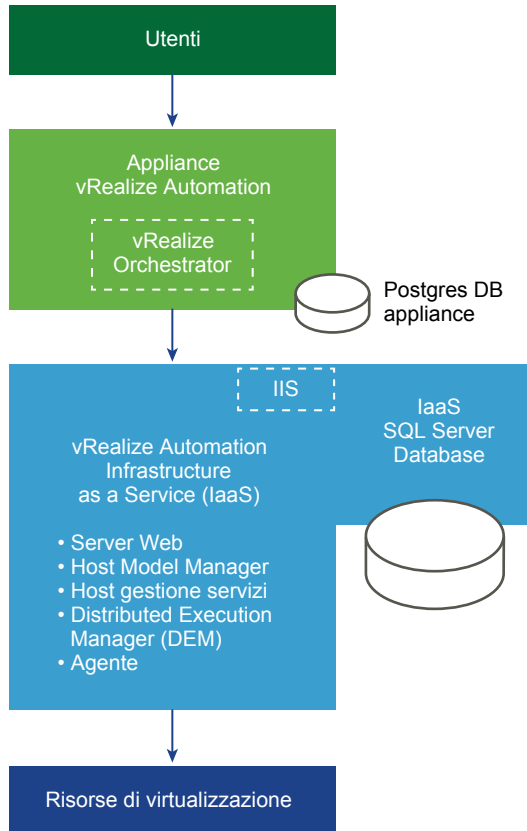 Utenti
Appliance
vRealize Automation
vRealize
Orchestrator
Postgres DB
appliance
IIS
IaaS
SQL Server
Database
vRealize Automation
Infrastructure
as a Service (IaaS)
• Server Web
• Host Model Manager
• Host gestione servizi
• Distributed Execution
Manager (DEM)
• Agente
Risorse di virtualizzazione